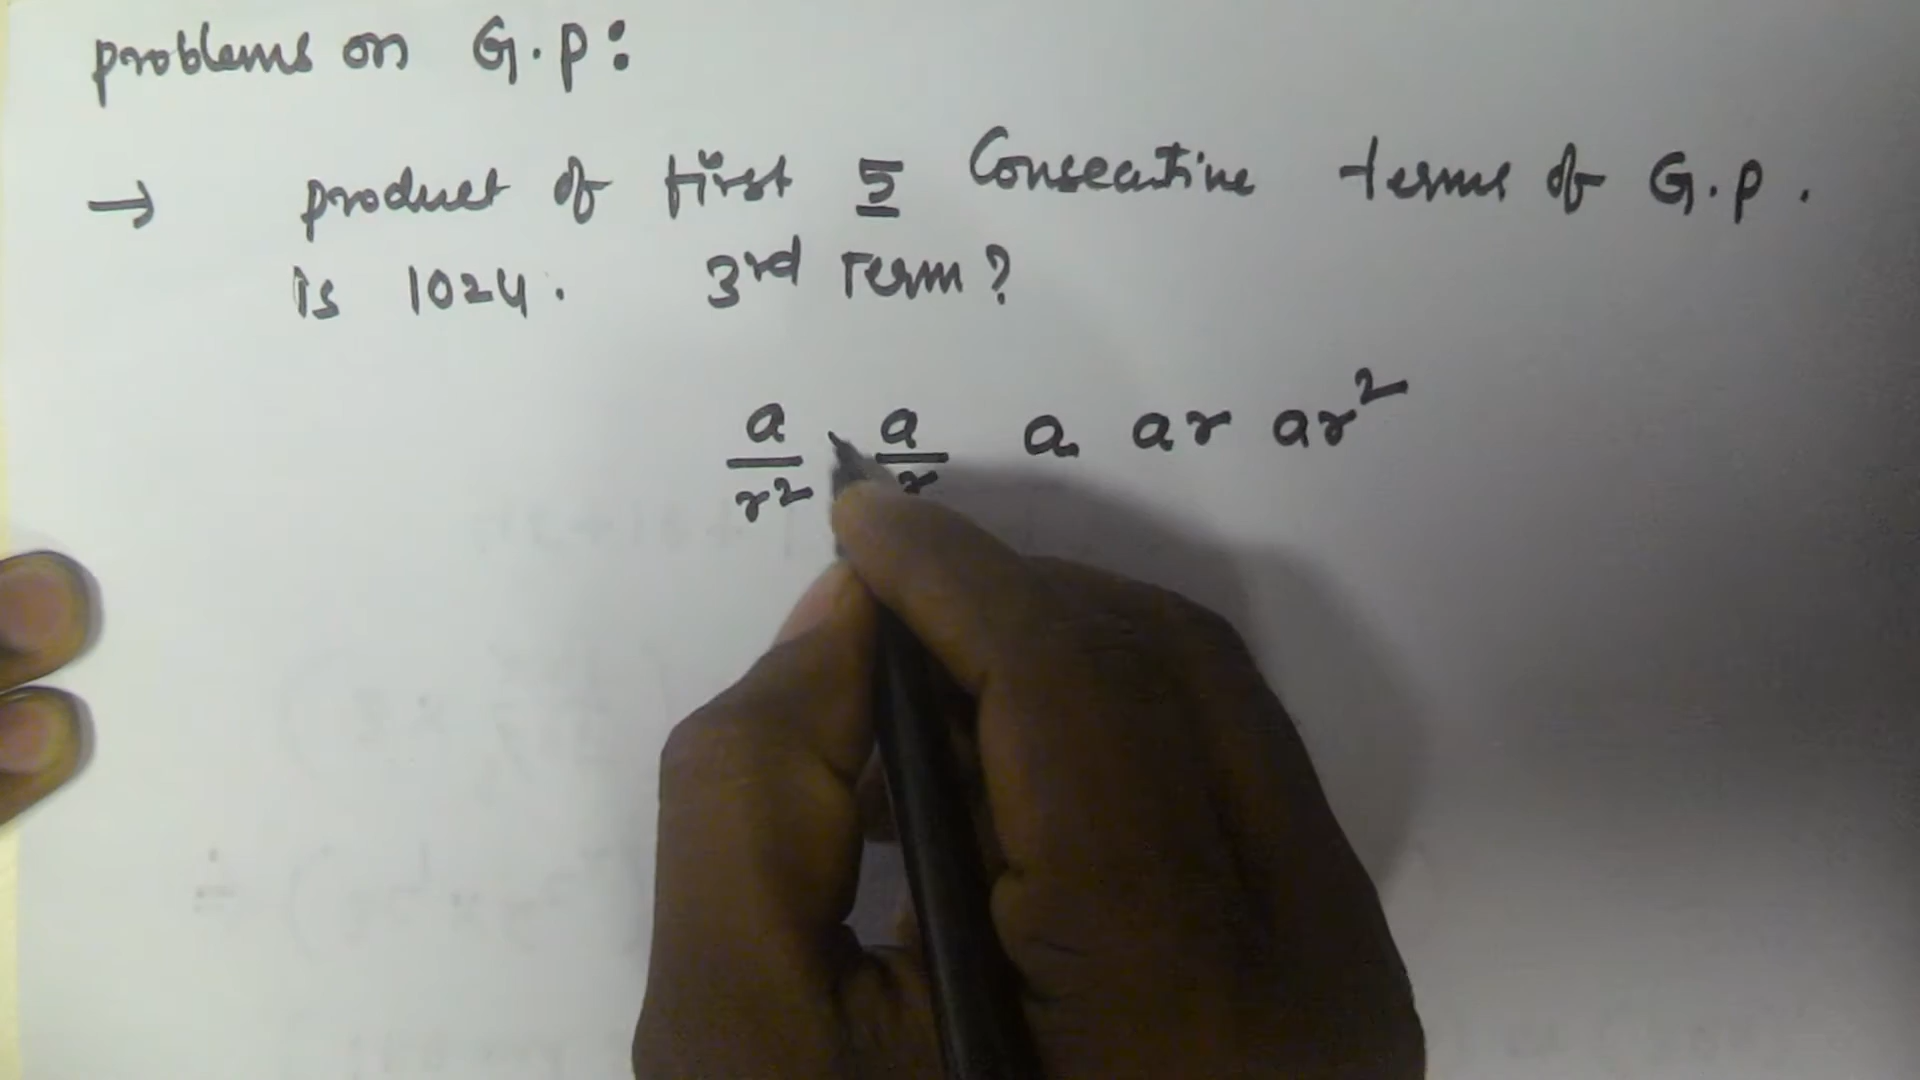 problems on G.P:
→ product of first 5 Consecutive terms of G.P.
is 1024. 3rd Term?
a/r² a/r a ar ar²